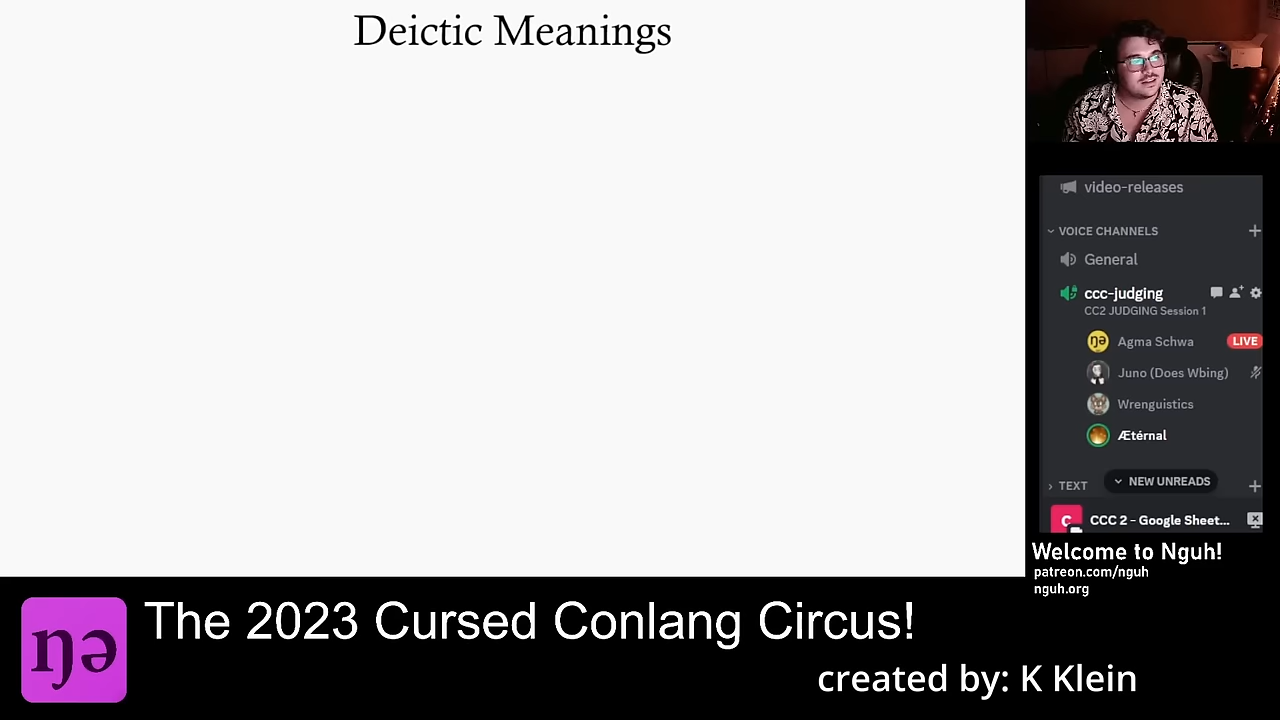 Deictic Meanings
video-releases
VOICE CHANNELS
General
ccc-judging
CC2 JUDGING Session 1
ŋə Agma Schwa LIVE
Juno (Does Wbing)
Wrenguistics
Ætérnal
TEXT NEW UNREADS
C CCC 2 - Google Sheet...
Welcome to Nguh!
patreon.com/nguh
nguh.org
ŋə The 2023 Cursed Conlang Circus!
created by: K Klein